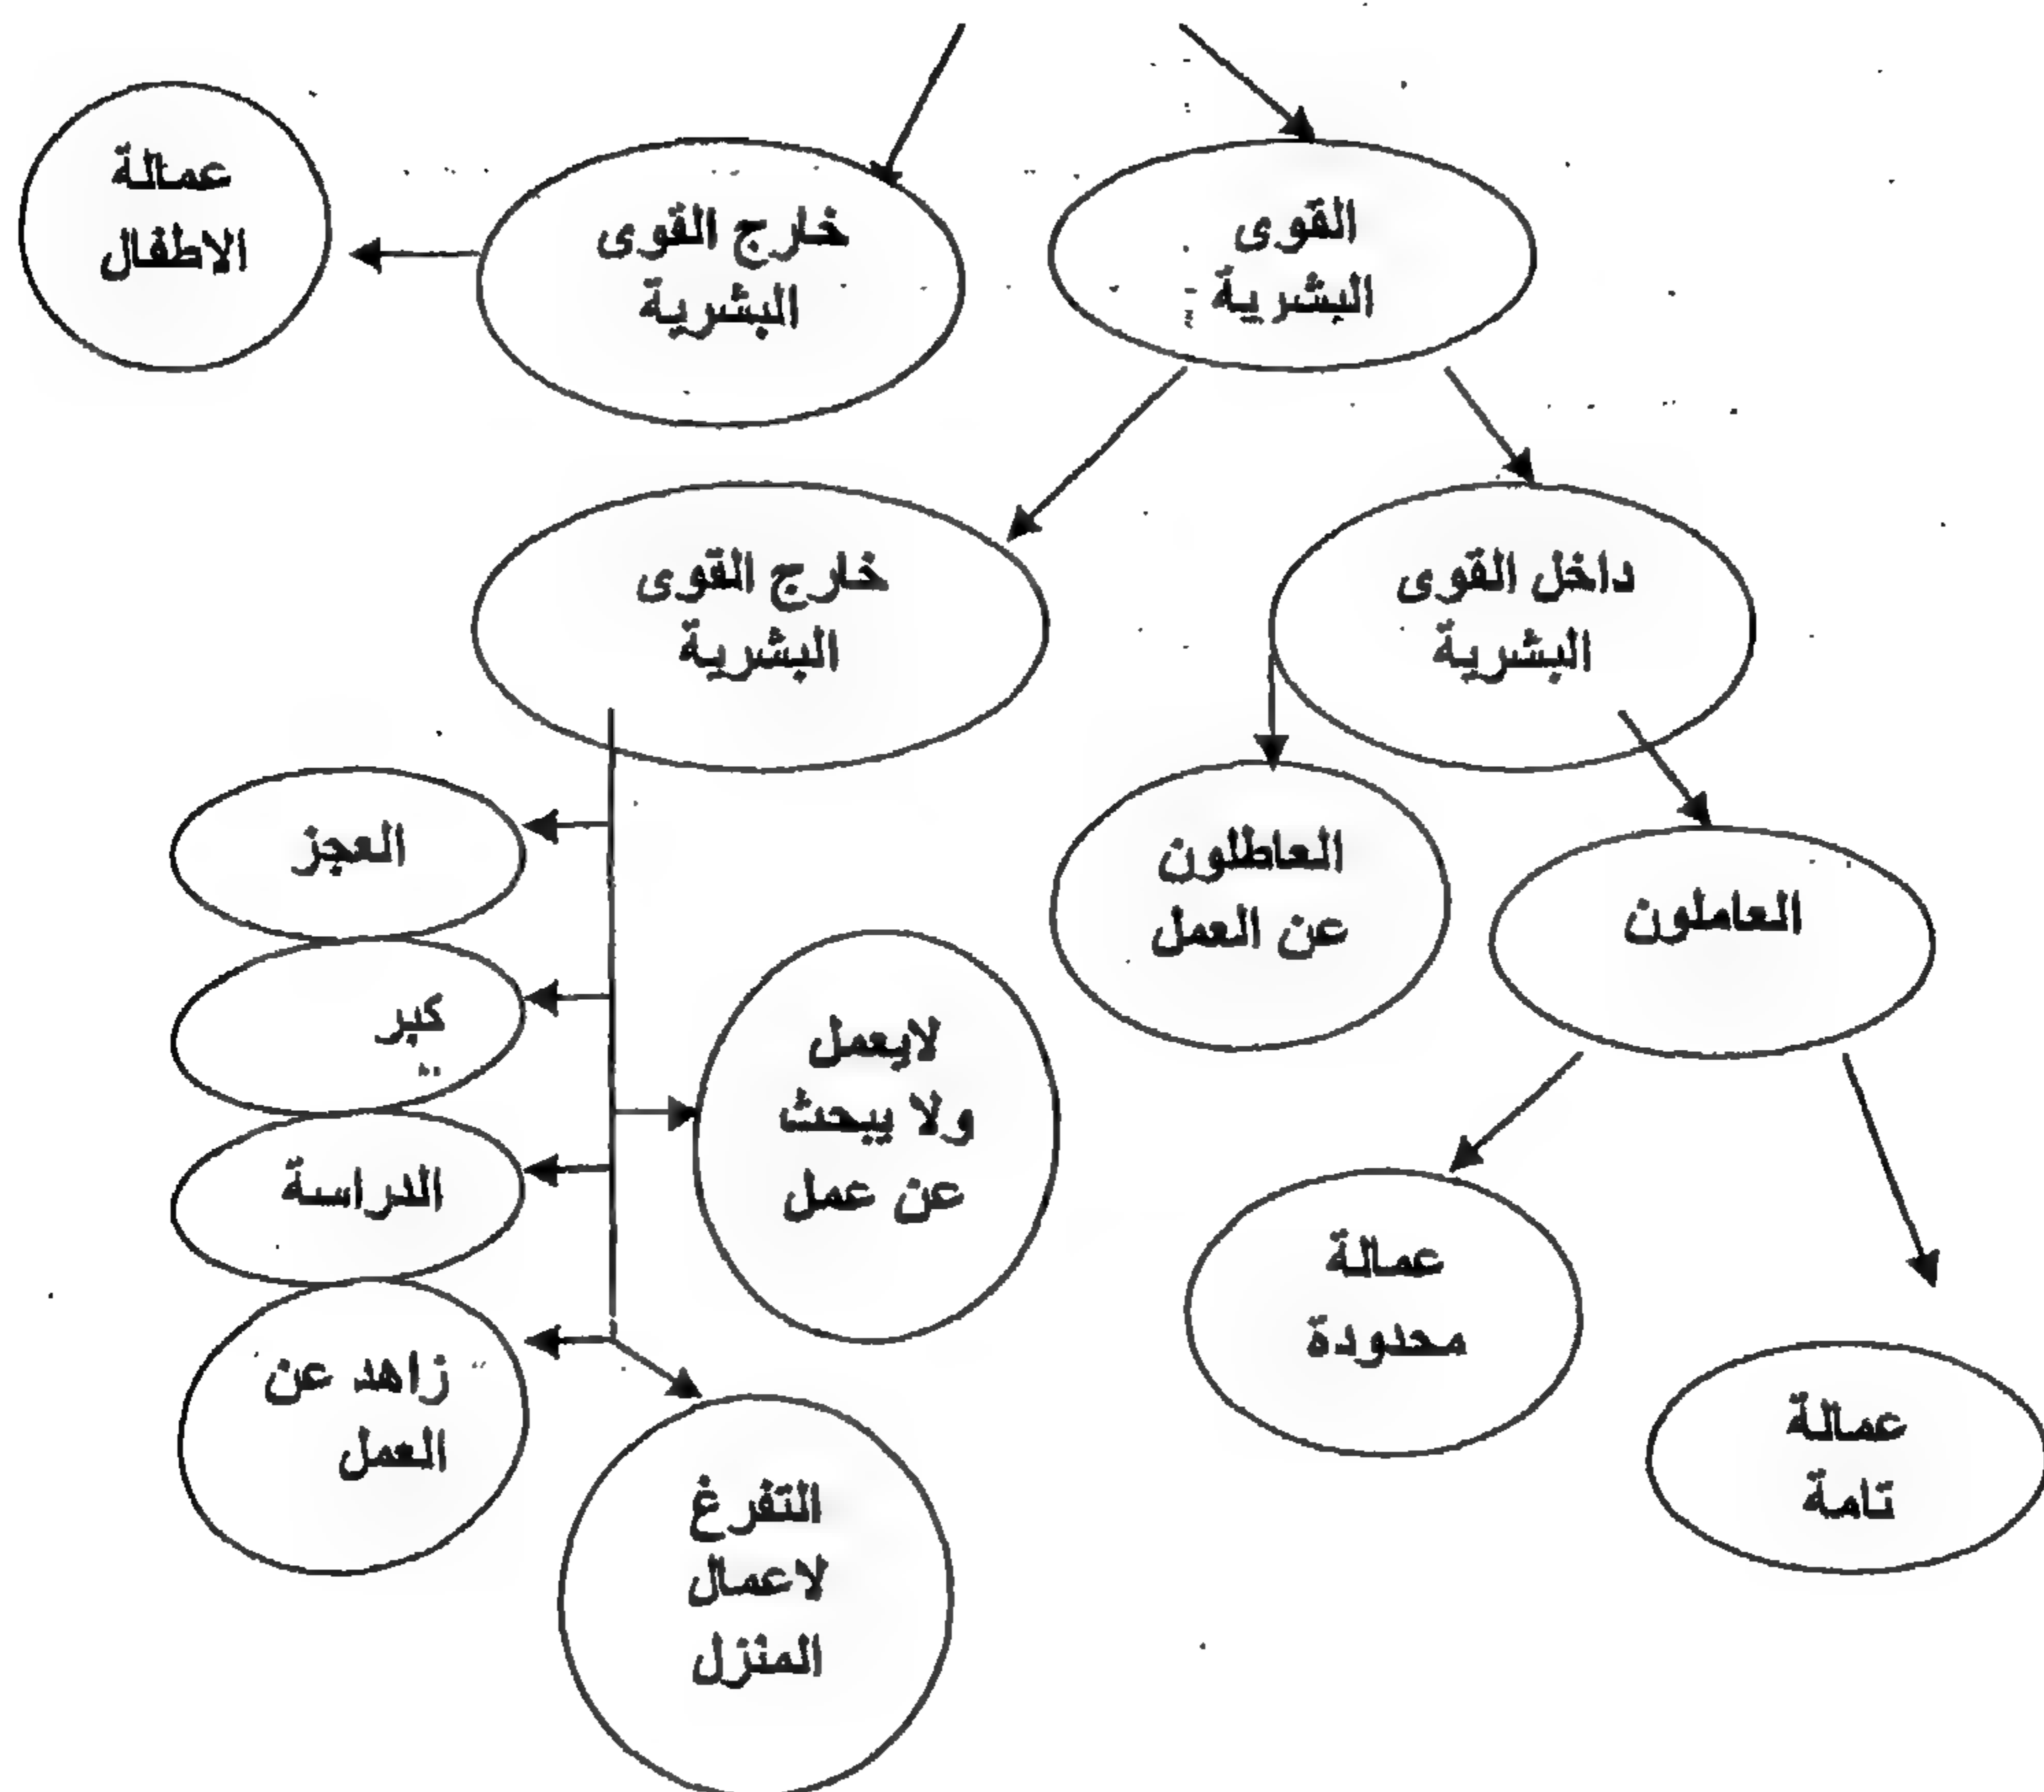 القوى
البشرية
خارج القوى
البشرية
عمالة
الاطفال
داخل القوى
البشرية
خارج القوى
البشرية
العاطلون
عن العمل
العاملون
العجز
كبر
لايعمل
ولا يبحث
عن عمل
الدراسة
عمالة
محدودة
زاهد عن
العمل
عمالة
تامة
التفرغ
لاعمال
المنزل